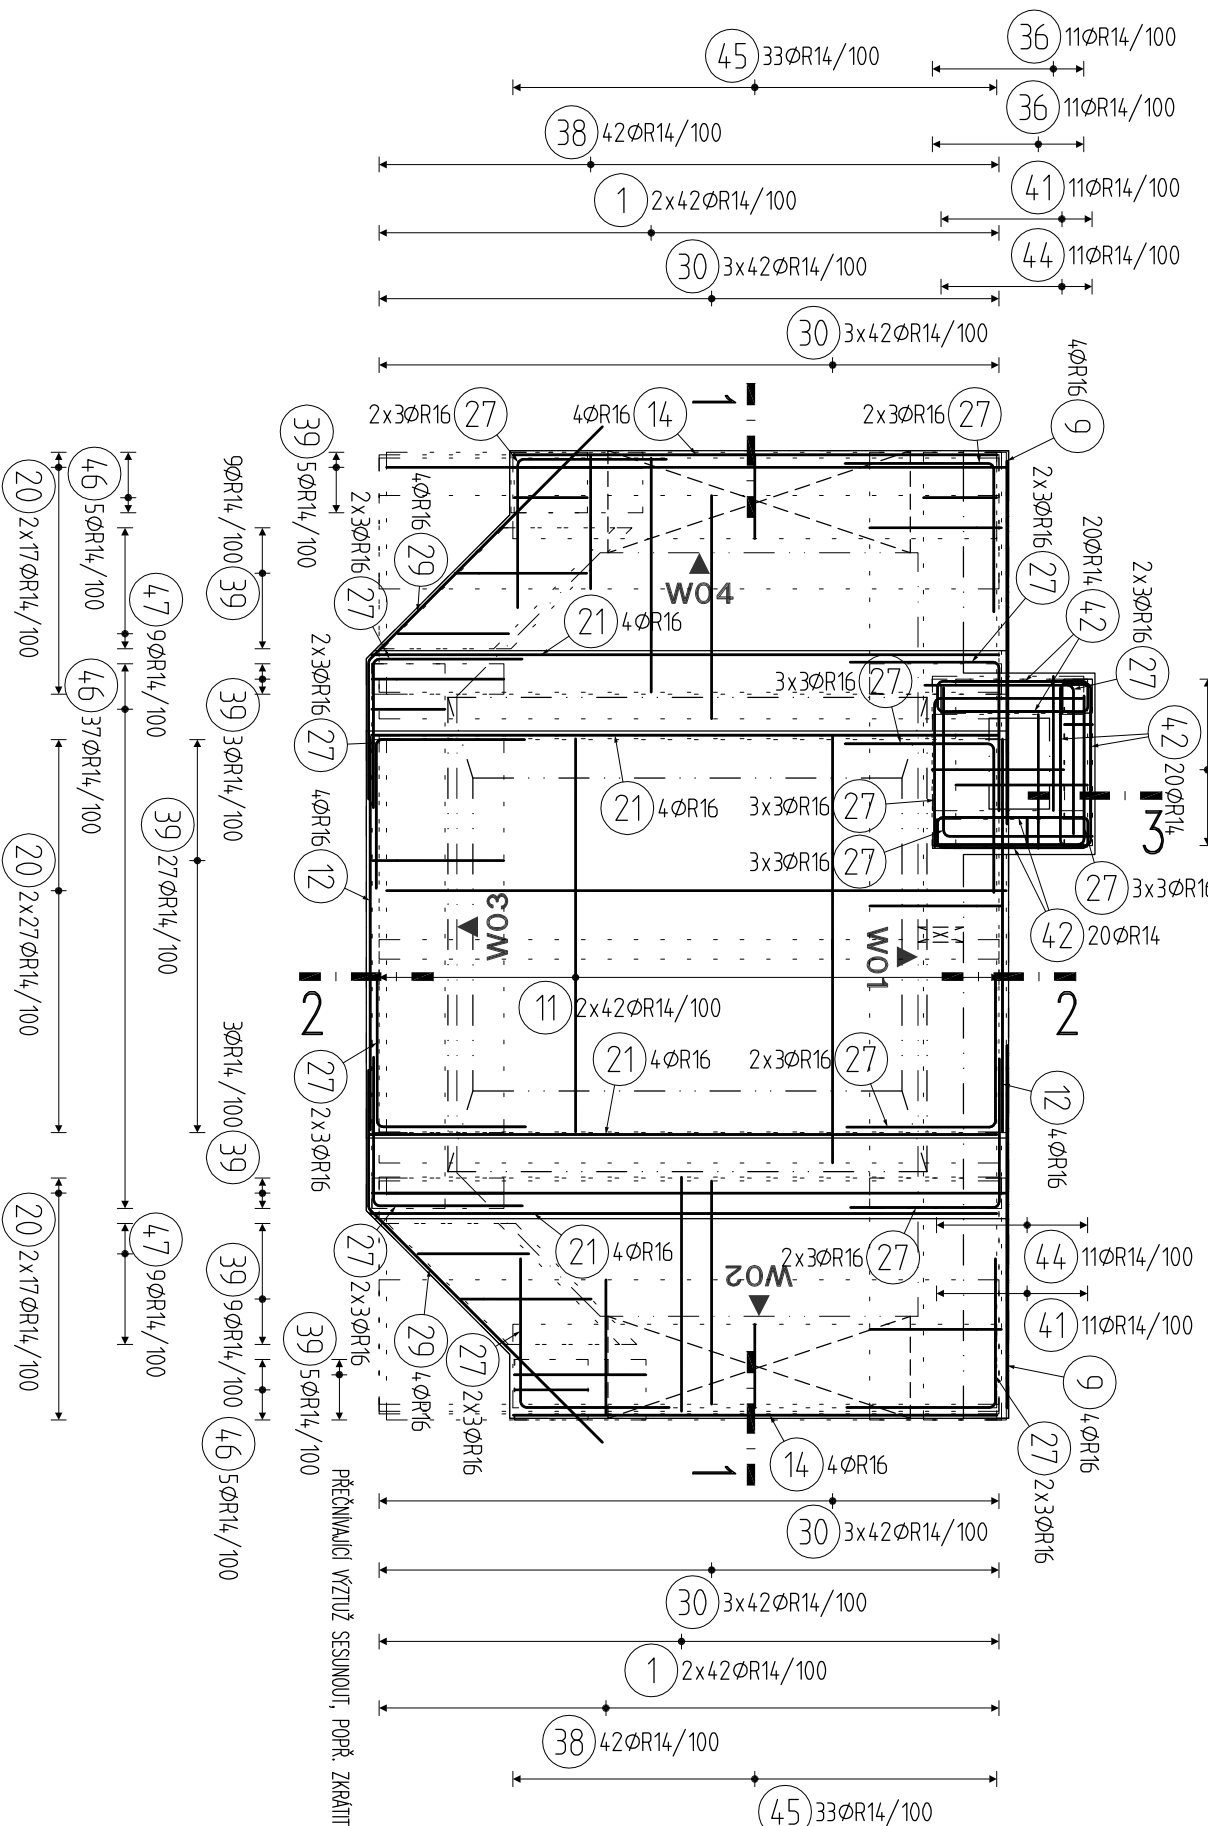 36 11ØR14/100
45 33ØR14/100
36 11ØR14/100
38 42ØR14/100
41 11ØR14/100
1 2x42ØR14/100
44 11ØR14/100
30 3x42ØR14/100
30 3x42ØR14/100
4ØR16 9
2x3ØR16 27
4ØR16 14
1
2x3ØR16 27
39 5ØR14/100
46 5ØR14/100
20 2x17ØR14/100
9ØR14/100 39
2x3ØR16 27
4ØR16 29
2x3ØR16 27
20ØR14 42
2x3ØR16 27
W04
21 4ØR16
47 9ØR14/100
46 37ØR14/100
39 3ØR14/100
2x3ØR16 27
3x3ØR16 27
42 20ØR14
21 4ØR16
3x3ØR16 27
3
39 27ØR14/100
20 2x27ØR14/100
4ØR16 12
3x3ØR16 27
27 3x3ØR16
42 20ØR14
W03
W01
2
2
11 2x42ØR14/100
3ØR14/100 39
27 2x3ØR16
21 4ØR16
2x3ØR16 27
12 4ØR16
20 2x17ØR14/100
47 9ØR14/100
39 9ØR14/100
27 2x3ØR16
21 4ØR16
2x3ØR16 27
44 11ØR14/100
W02
41 11ØR14/100
39 5ØR14/100
29 4ØR16
27 2x3ØR16
9 4ØR16
46 5ØR14/100
1
14 4ØR16
27 2x3ØR16
PŘEČNÍVAJÍCÍ VÝZTUŽ SESUNOUT, POPŘ. ZKRÁTIT
30 3x42ØR14/100
30 3x42ØR14/100
1 2x42ØR14/100
38 42ØR14/100
45 33ØR14/100